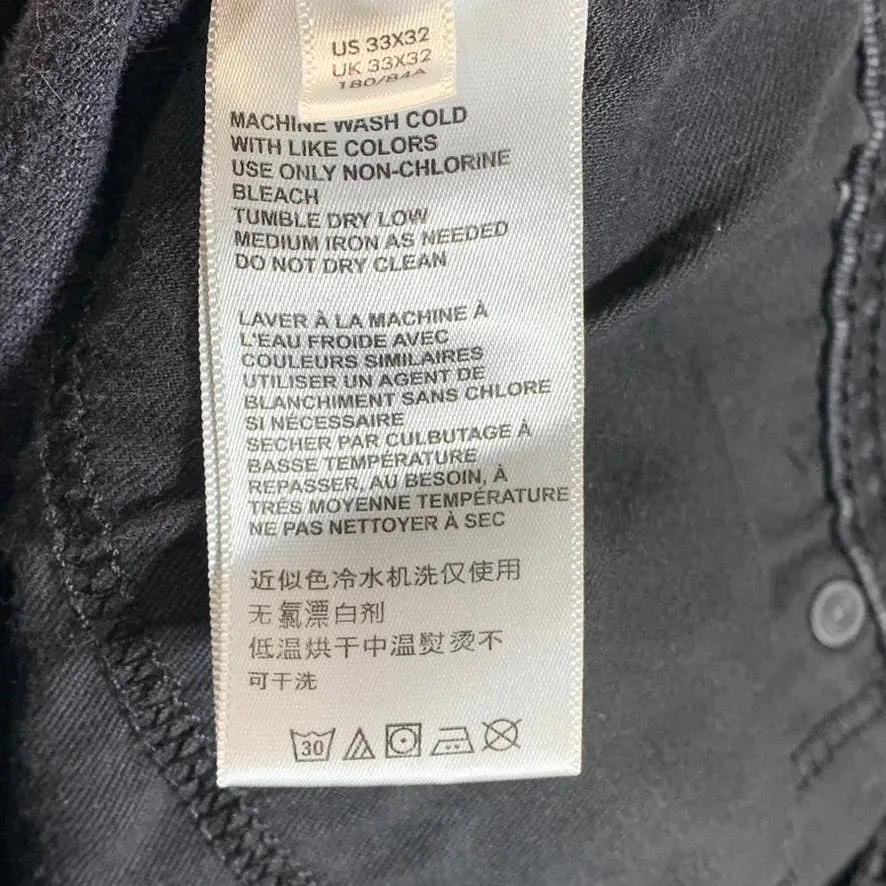 US 33X32
UK 33X32
180/84A
MACHINE WASH COLD
WITH LIKE COLORS
USE ONLY NON-CHLORINE
BLEACH
TUMBLE DRY LOW
MEDIUM IRON AS NEEDED
DO NOT DRY CLEAN
LAVER À LA MACHINE À
L'EAU FROIDE AVEC
COULEURS SIMILAIRES
UTILISER UN AGENT DE
BLANCHIMENT SANS CHLORE
SI NÉCESSAIRE
SECHER PAR CULBUTAGE À
BASSE TEMPÉRATURE
REPASSER, AU BESOIN, À
TRÉS MOYENNE TEMPÉRATURE
NE PAS NETTOYER À SEC
近似色冷水机洗仅使用
无氯漂白剂
低温烘干中温熨烫不
可干洗
30